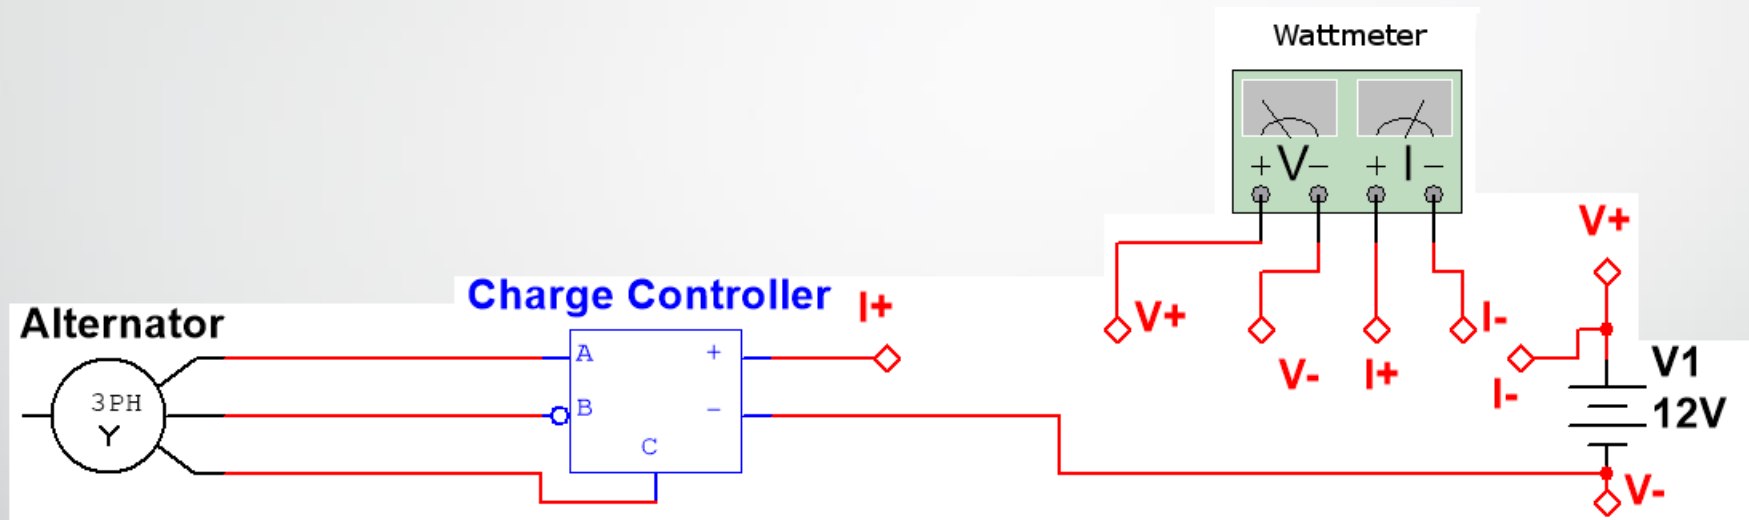 Wattmeter
+ V − + I −
V+
Charge Controller
I+
Alternator
V+
I-
V-
I+
A
+
I-
V1
3PH
Y
B
−
12V
C
V-